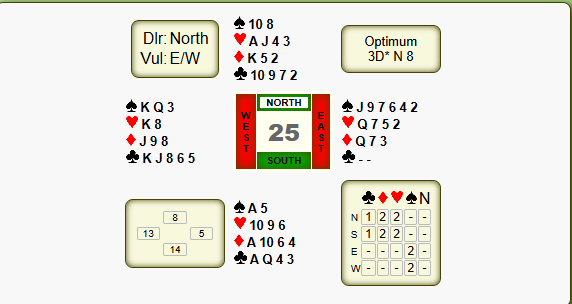 Dlr: North
Vul: E/W
♠ 10 8
♥ A J 4 3
♦ K 5 2
♣ 10 9 7 2
Optimum
3D* N 8
♠ K Q 3
♥ K 8
♦ J 9 8
♣ K J 8 6 5
NORTH
WEST
25
EAST
SOUTH
♠ J 9 7 6 4 2
♥ Q 7 5 2
♦ Q 7 3
♣ - -
8
13 5
14
♠ A 5
♥ 10 9 6
♦ A 10 6 4
♣ A Q 4 3
♣ ♦ ♥ ♠ N
N 1 2 2 - -
S 1 2 2 - -
E - - - 2 -
W - - - 2 -